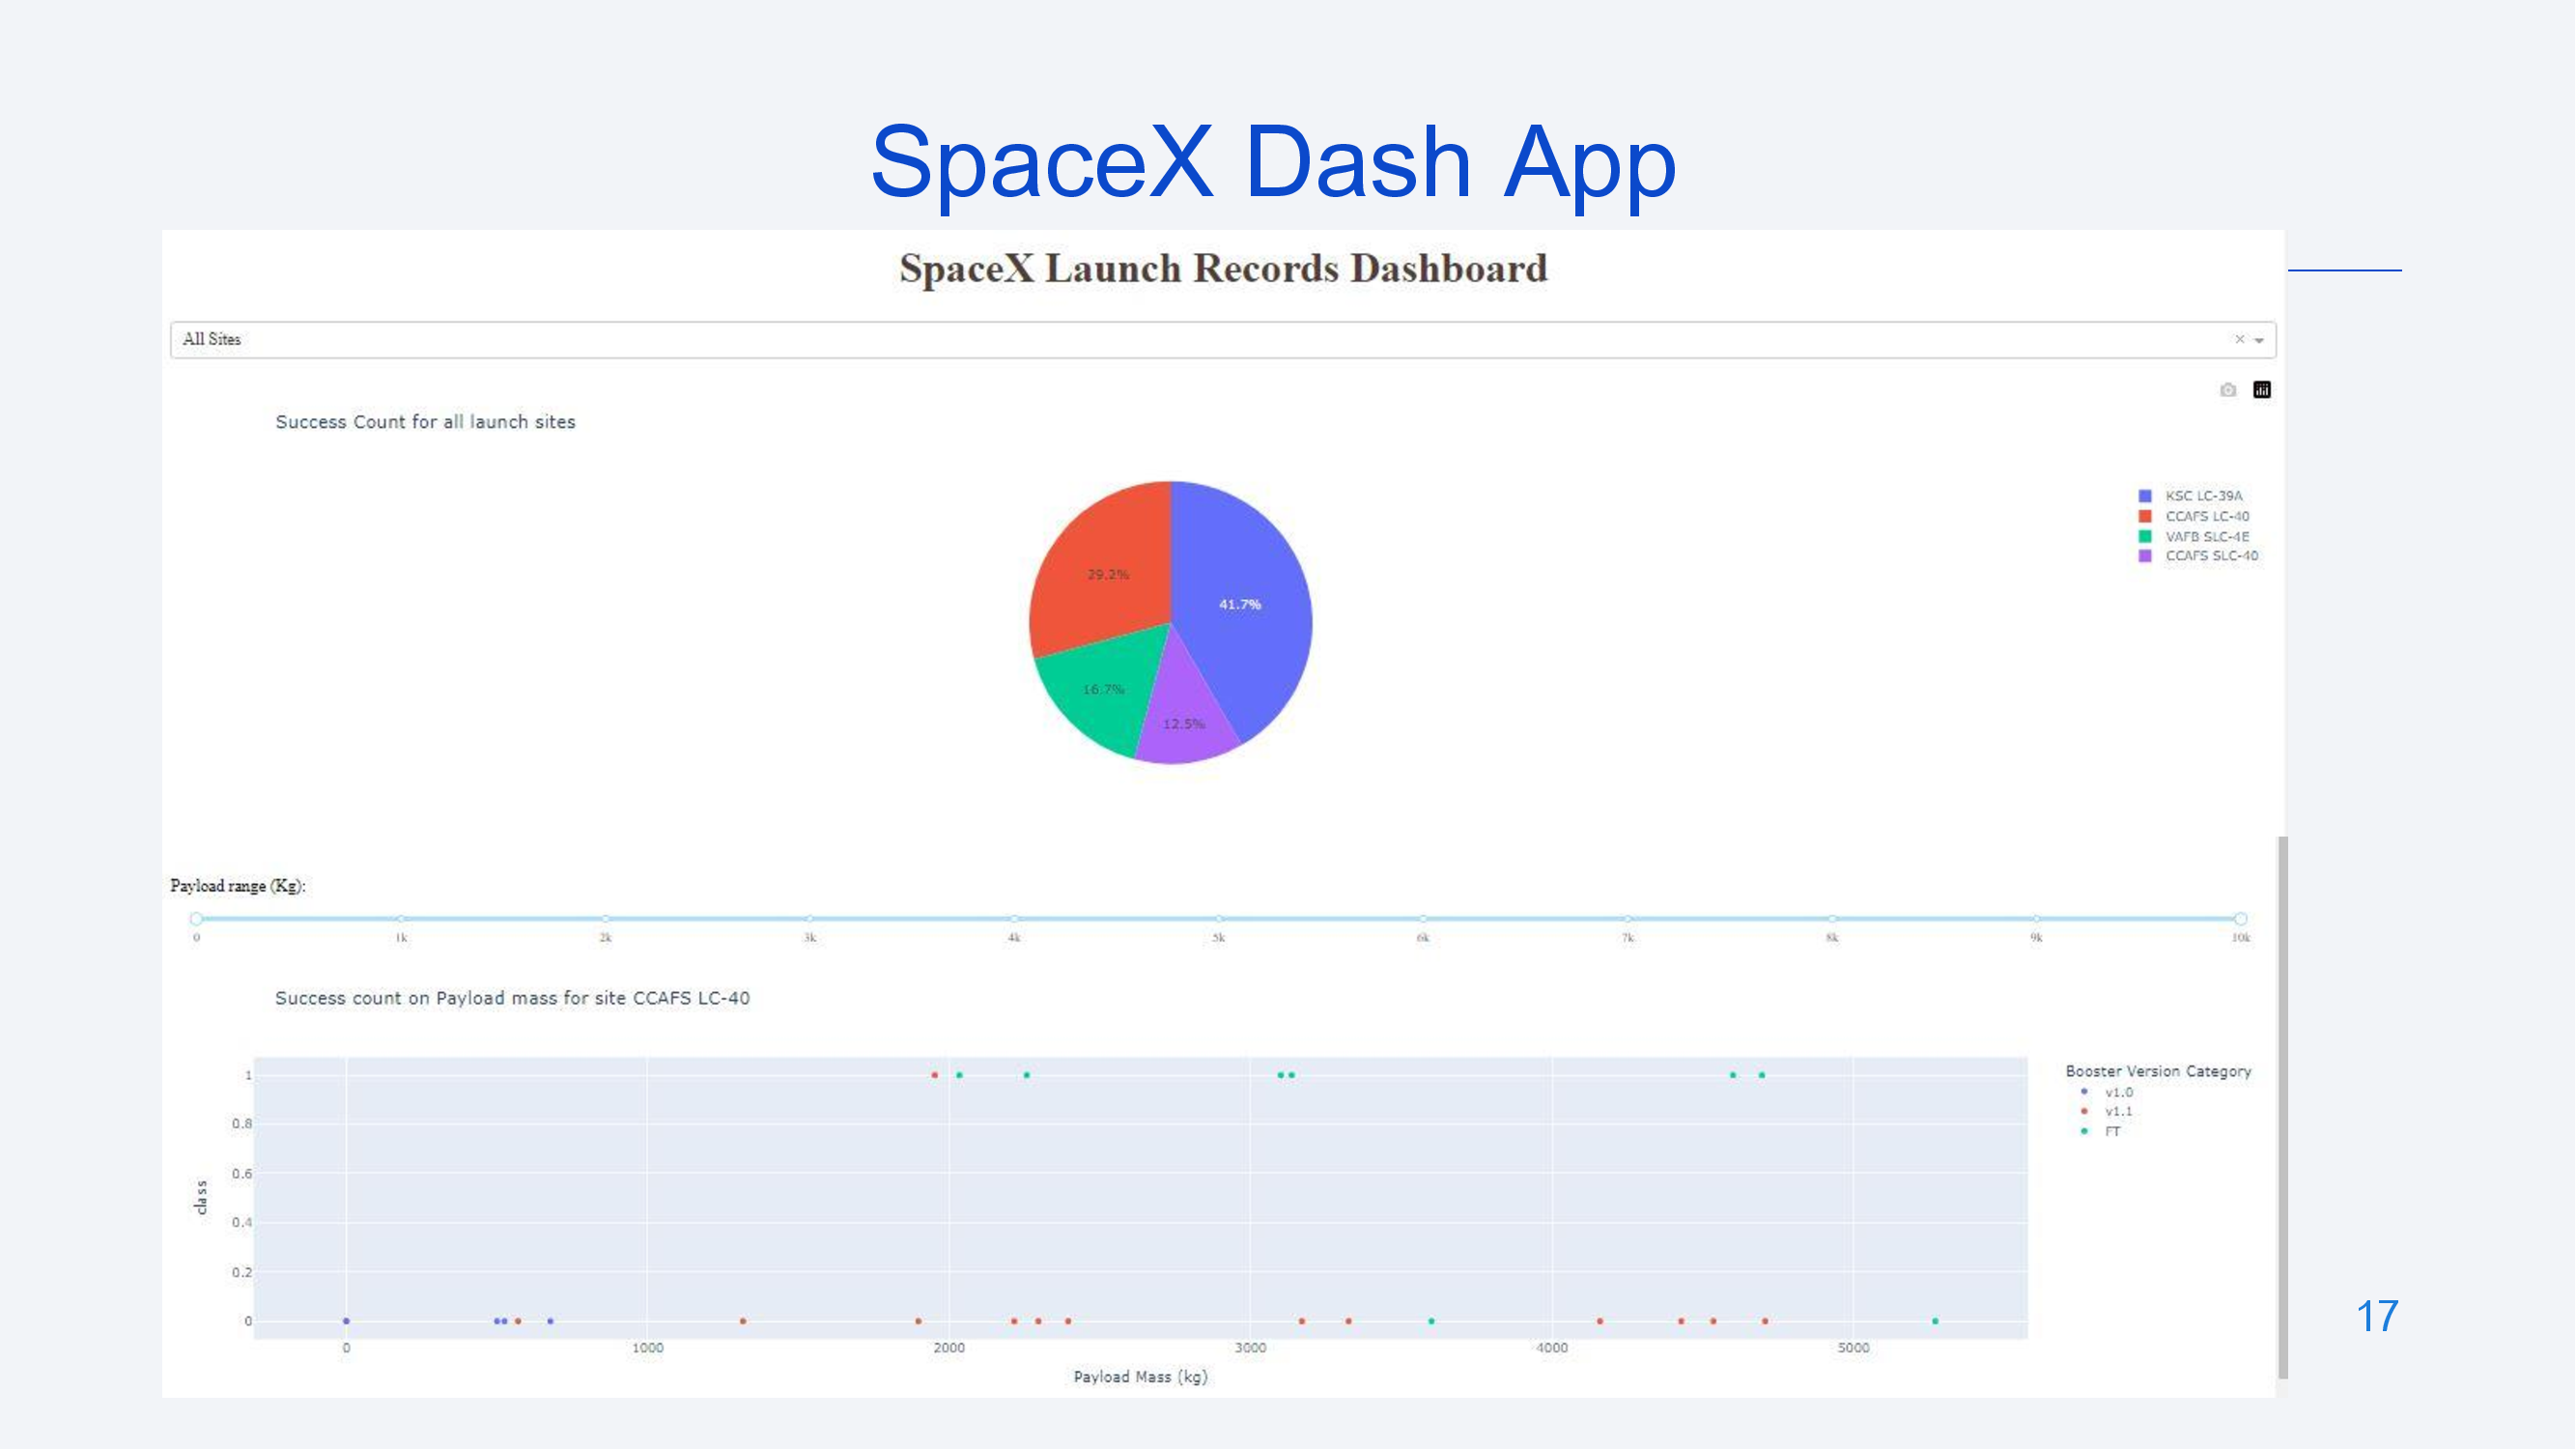 SpaceX Dash App
SpaceX Launch Records Dashboard
All Sites
Success Count for all launch sites
KSC LC-39A
CCAFS LC-40
VAFB SLC-4E
CCAFS SLC-40
29.2%
41.7%
16.7%
12.5%
Payload range (Kg):
0 1k 2k 3k 4k 5k 6k 7k 8k 9k 10k
Success count on Payload mass for site CCAFS LC-40
Booster Version Category
v1.0
v1.1
FT
1
0.8
0.6
0.4
0.2
0
class
0 1000 2000 3000 4000 5000
Payload Mass (kg)
17